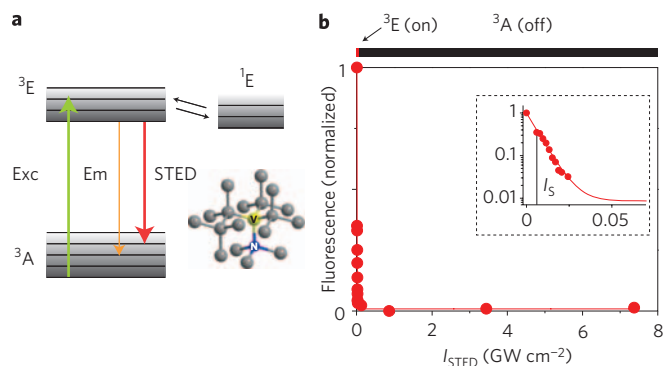 a
³E
¹E
Exc
Em
STED
V
N
³A
b
³E (on)
³A (off)
Fluorescence (normalized)
1
0
0
2
4
6
8
I_STED (GW cm⁻²)
1
0.1
0.01
I_S
0
0.05